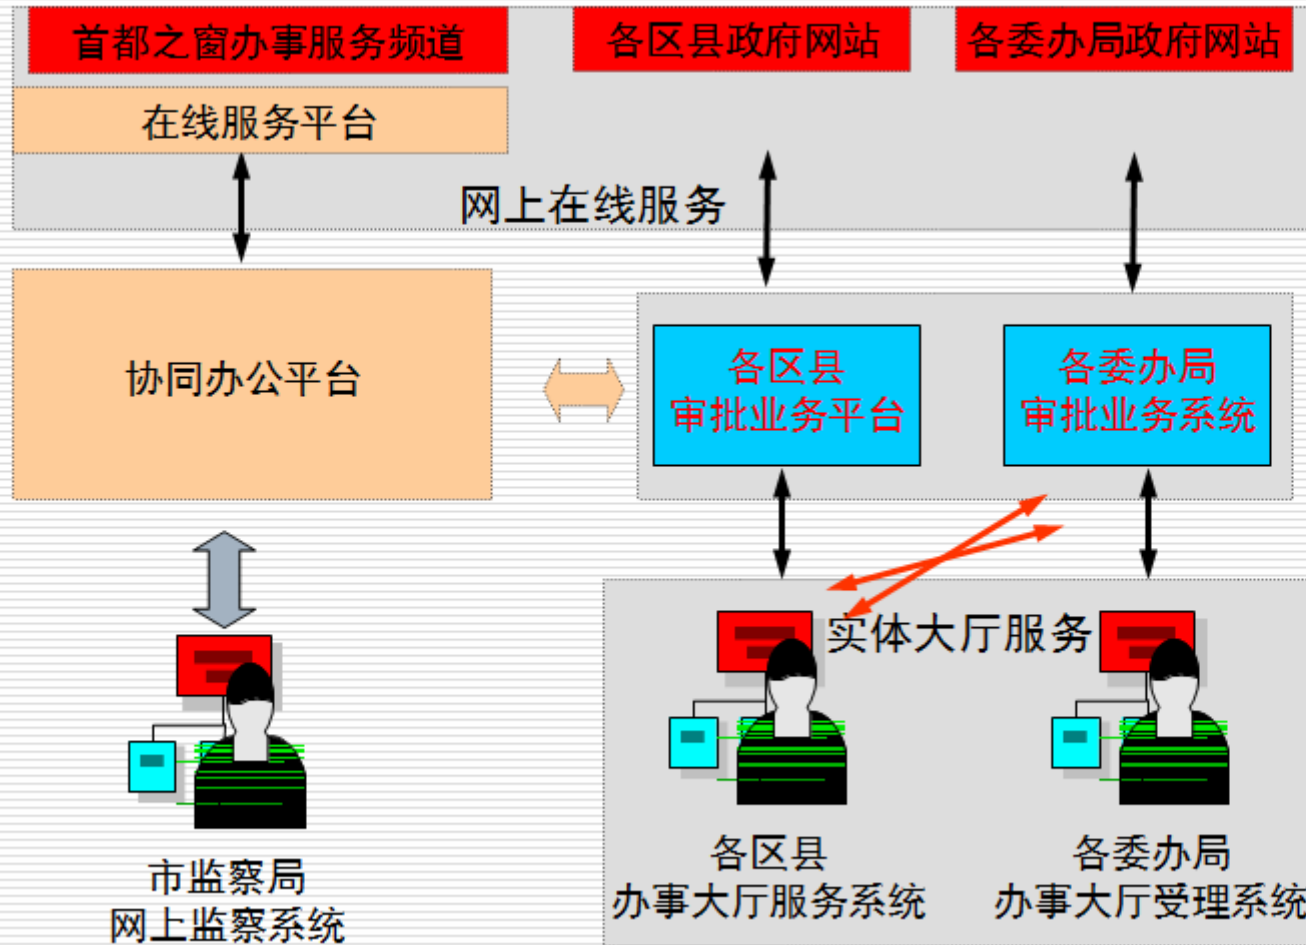 首都之窗办事服务频道
各区县政府网站
各委办局政府网站
在线服务平台
网上在线服务
协同办公平台
各区县
审批业务平台
各委办局
审批业务系统
实体大厅服务
市监察局
网上监察系统
各区县
办事大厅服务系统
各委办局
办事大厅受理系统